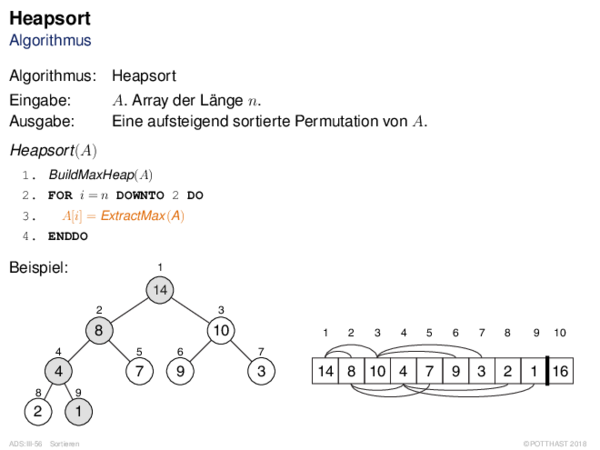 Heapsort
Algorithmus
Algorithmus: Heapsort
Eingabe: A. Array der Länge n.
Ausgabe: Eine aufsteigend sortierte Permutation von A.
Heapsort(A)
1. BuildMaxHeap(A)
2. FOR i = n DOWNTO 2 DO
3. A[i] = ExtractMax(A)
4. ENDDO
Beispiel:
1
14
2 3
8 10
4 5 6 7
4 7 9 3
8 9
2 1
1 2 3 4 5 6 7 8 9 10
14 8 10 4 7 9 3 2 1 16
ADS:III-56 Sortieren © POTTHAST 2018